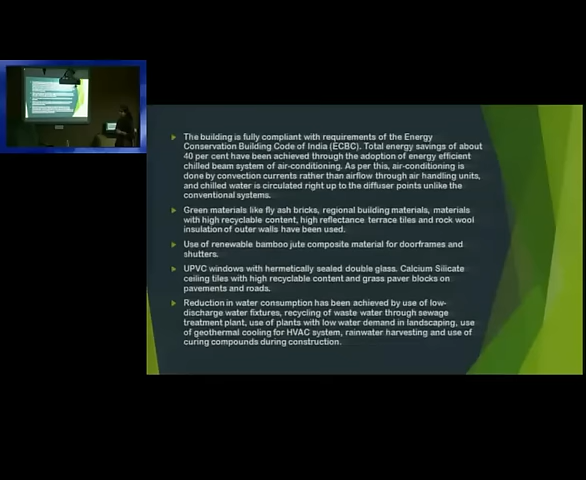 The building is fully compliant with requirements of the Energy
Conservation Building Code of India (ECBC). Total energy savings of about
40 per cent have been achieved through the adoption of energy efficient
chilled beam system of air-conditioning. As per this, air-conditioning is
done by convection currents rather than airflow through air handling units,
and chilled water is circulated right up to the diffuser points unlike the
conventional systems.
Green materials like fly ash bricks, regional building materials, materials
with high recyclable content, high reflectance terrace tiles and rock wool
insulation of outer walls have been used.
Use of renewable bamboo jute composite material for doorframes and
shutters.
UPVC windows with hermetically sealed double glass. Calcium Silicate
ceiling tiles with high recyclable content and grass paver blocks on
pavements and roads.
Reduction in water consumption has been achieved by use of low-
discharge water fixtures, recycling of waste water through sewage
treatment plant, use of plants with low water demand in landscaping, use
of geothermal cooling for HVAC system, rainwater harvesting and use of
curing compounds during construction.